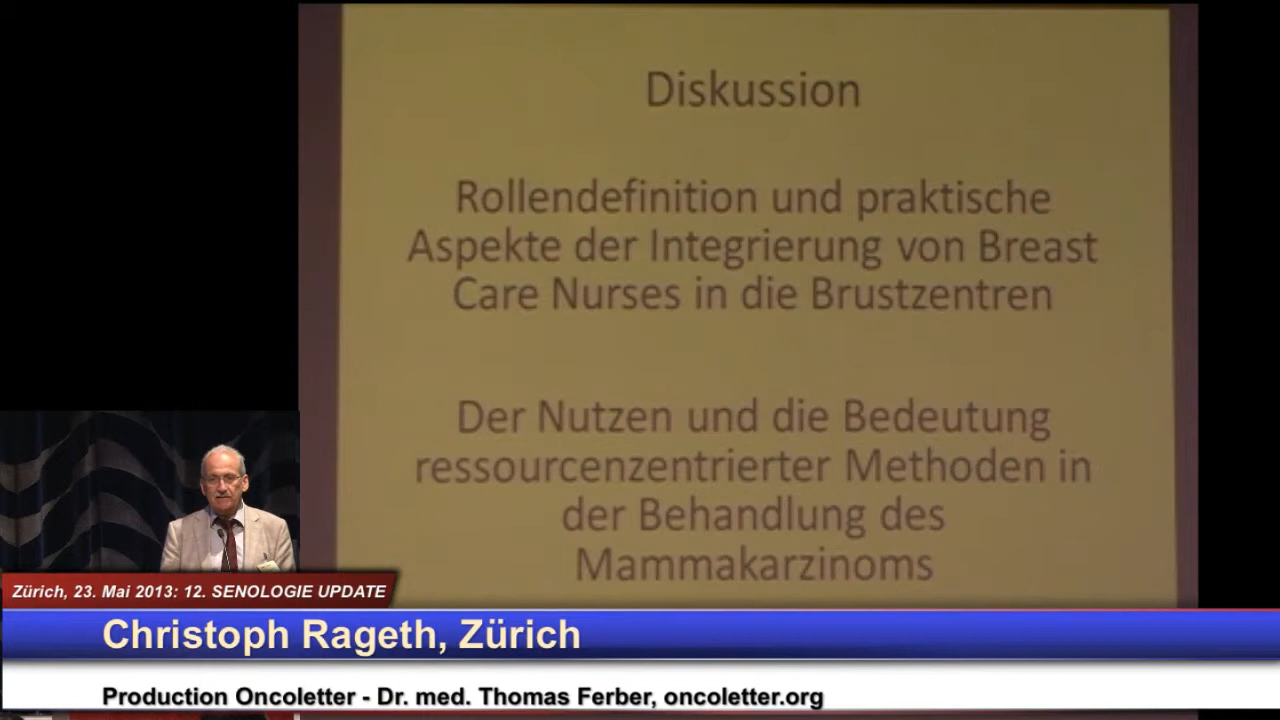 Diskussion
Rollendefinition und praktische
Aspekte der Integrierung von Breast
Care Nurses in die Brustzentren
Der Nutzen und die Bedeutung
ressourcenzentrierter Methoden in
der Behandlung des
Mammakarzinoms
Zürich, 23. Mai 2013: 12. SENOLOGIE UPDATE
Christoph Rageth, Zürich
Production Oncoletter - Dr. med. Thomas Ferber, oncoletter.org